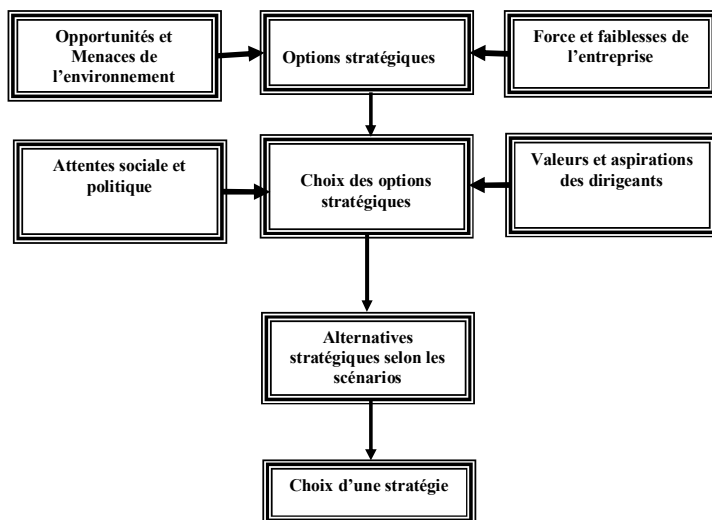 Opportunités et
Menaces de
l'environnement
Options stratégiques
Force et faiblesses de
l'entreprise
Attentes sociale et
politique
Choix des options
stratégiques
Valeurs et aspirations
des dirigeants
Alternatives
stratégiques selon les
scénarios
Choix d'une stratégie